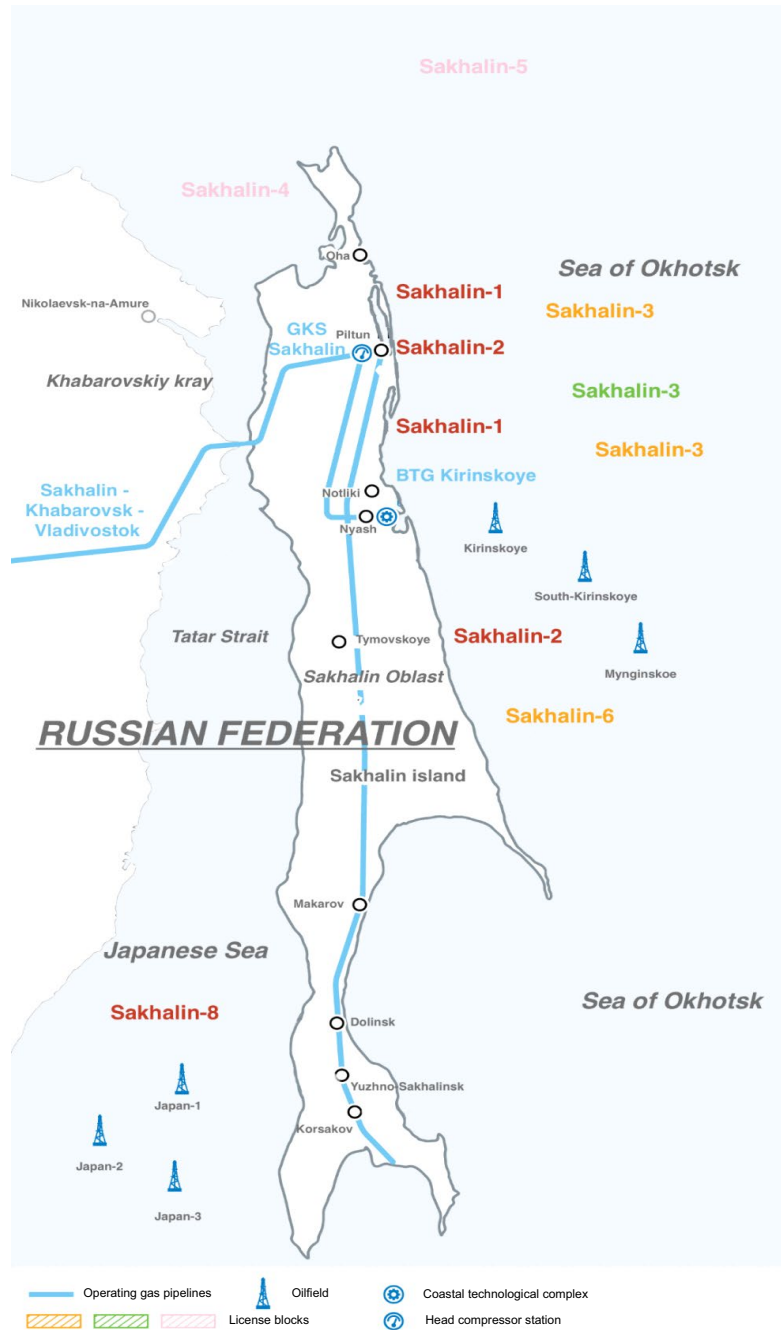 Sakhalin-5
Sakhalin-4
Oha
Sea of Okhotsk
Sakhalin-1
Sakhalin-3
Nikolaevsk-na-Amure
GKS
Sakhalin
Piltun
Sakhalin-2
Khabarovskiy kray
Sakhalin-3
Sakhalin-1
Sakhalin-3
BTG Kirinskoye
Sakhalin -
Khabarovsk -
Vladivostok
Notliki
Nyash
Kirinskoye
South-Kirinskoye
Tatar Strait
Tymovskoye
Sakhalin-2
Sakhalin Oblast
Mynginskoe
Sakhalin-6
RUSSIAN FEDERATION
Sakhalin island
Makarov
Japanese Sea
Sea of Okhotsk
Sakhalin-8
Dolinsk
Japan-1
Yuzhno-Sakhalinsk
Korsakov
Japan-2
Japan-3
Operating gas pipelines
Oilfield
Coastal technological complex
License blocks
Head compressor station